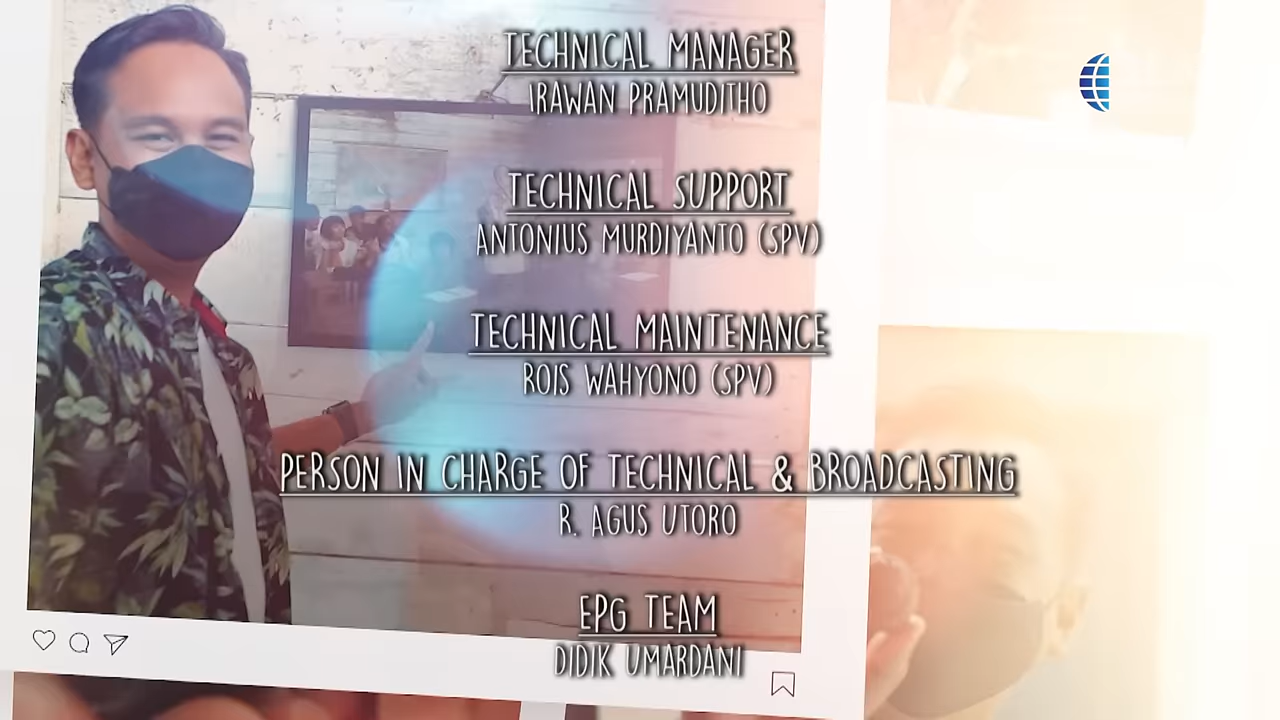 TECHNICAL MANAGER
IRAWAN PRAMUDITHO
TECHNICAL SUPPORT
ANTONIUS MURDIYANTO (SPV)
TECHNICAL MAINTENANCE
ROIS WAHYONO (SPV)
PERSON IN CHARGE OF TECHNICAL & BROADCASTING
R. AGUS UTORO
EPG TEAM
DIDIK UMARDANI